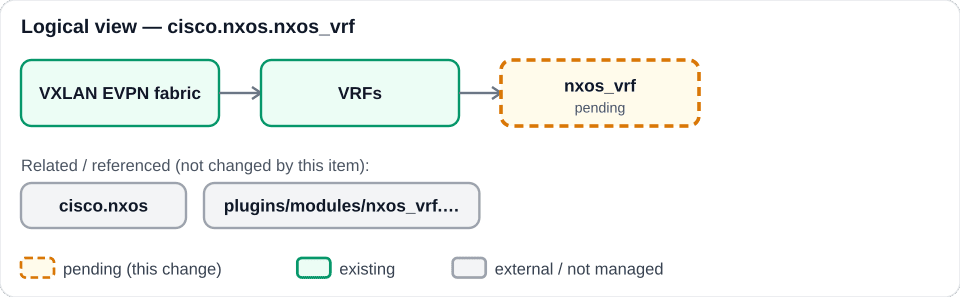 Logical view — cisco.nxos.nxos_vrf
VXLAN EVPN fabric
VRFs
nxos_vrf
pending
Related / referenced (not changed by this item):
cisco.nxos
plugins/modules/nxos_vrf.…
pending (this change)
existing
external / not managed